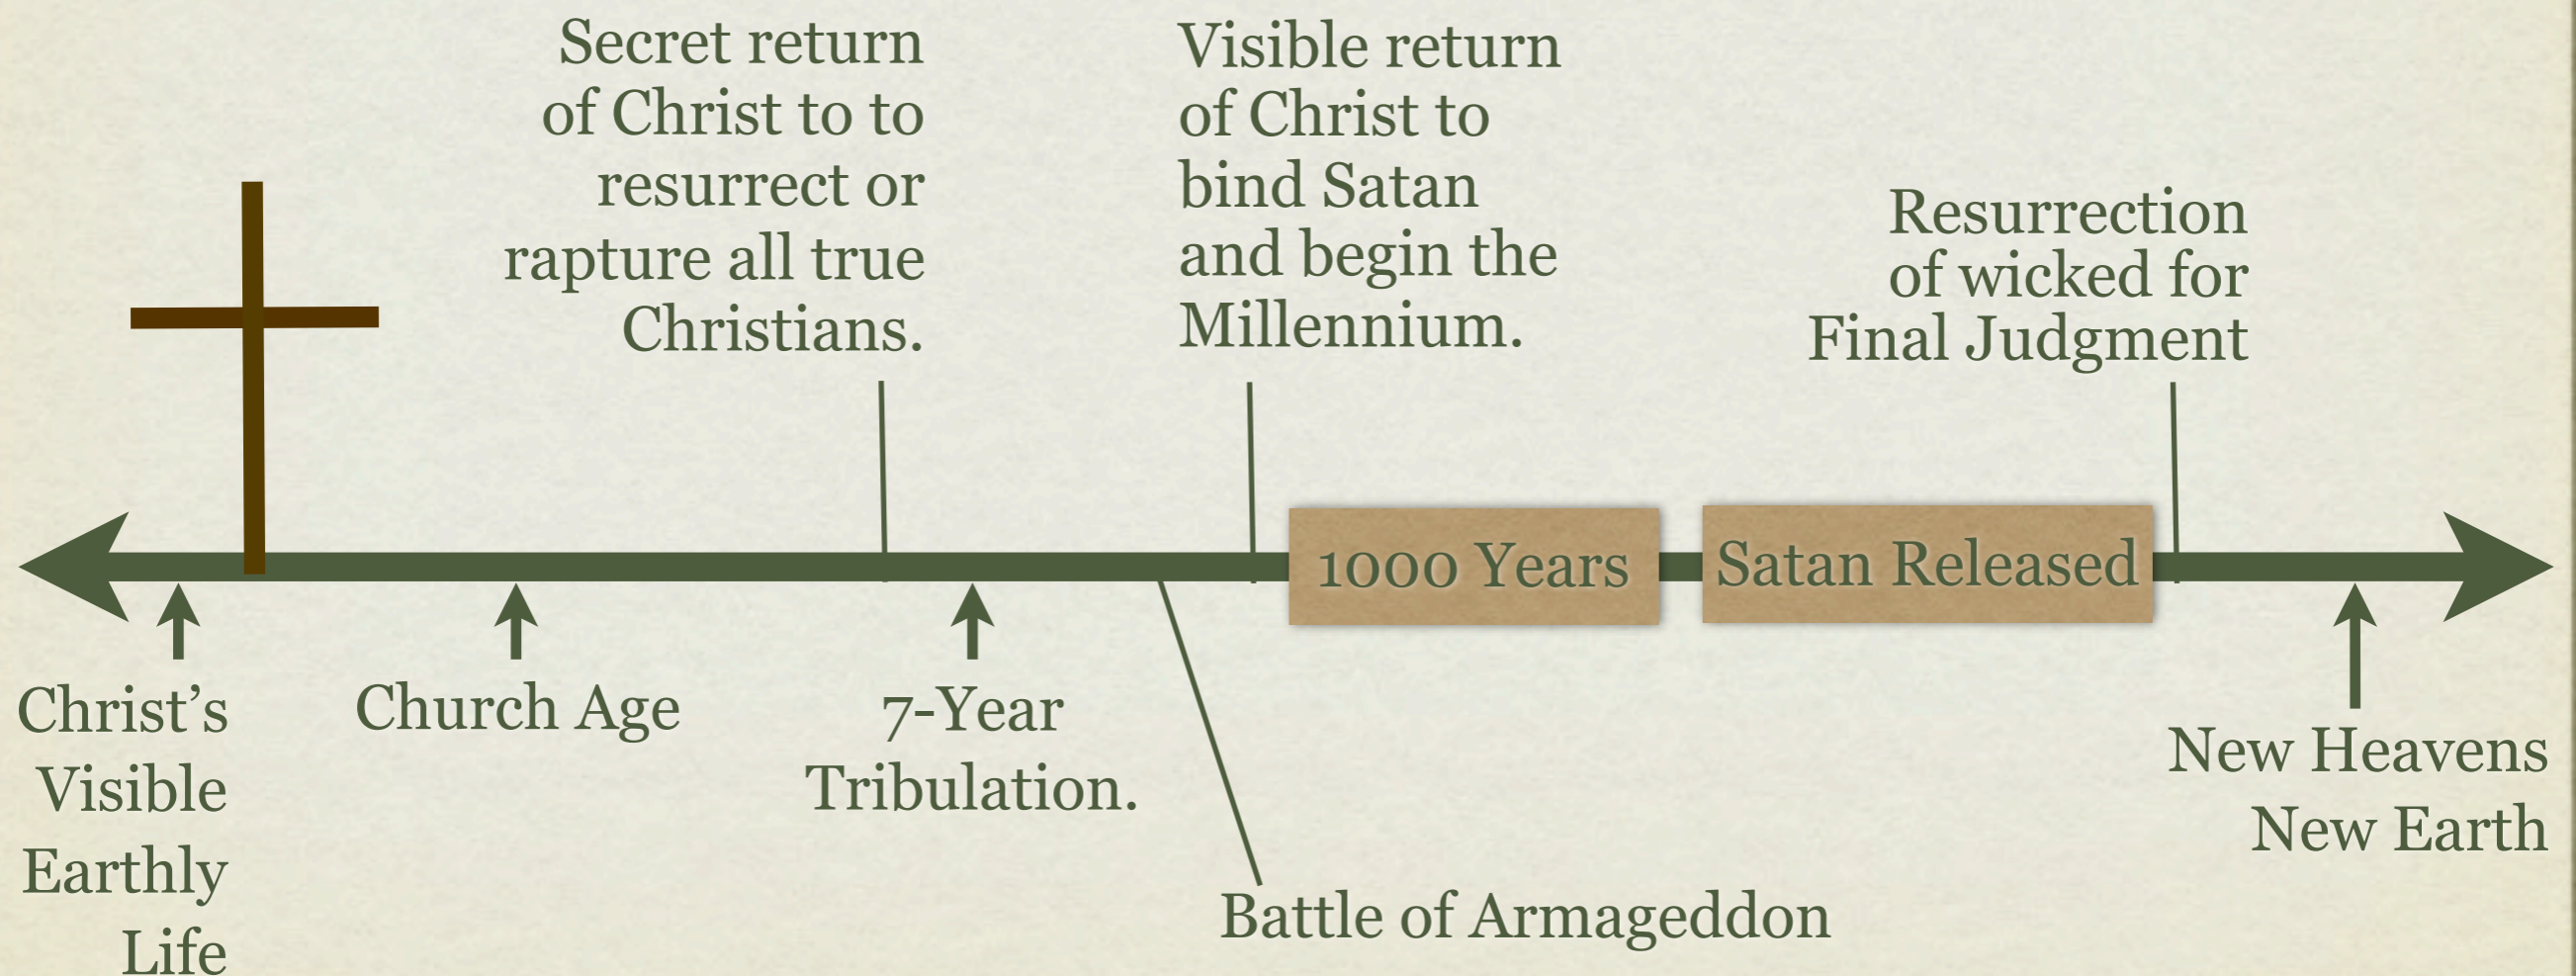 Secret return
of Christ to to
resurrect or
rapture all true
Christians.
Visible return
of Christ to
bind Satan
and begin the
Millennium.
Resurrection
of wicked for
Final Judgment
1000 Years
Satan Released
Christ’s
Visible
Earthly
Life
Church Age
7-Year
Tribulation.
Battle of Armageddon
New Heavens
New Earth